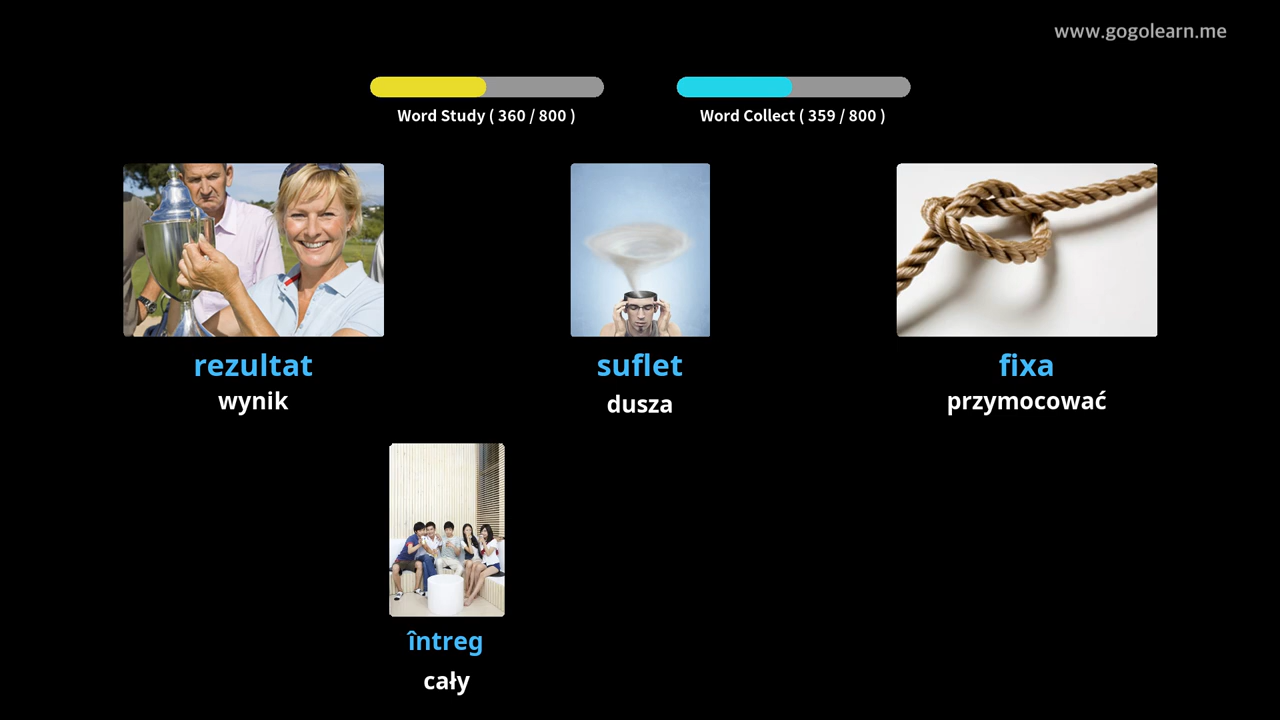 www.gogolearn.me
Word Study ( 360 / 800 )
Word Collect ( 359 / 800 )
rezultat
wynik
suflet
dusza
fixa
przymocować
întreg
cały